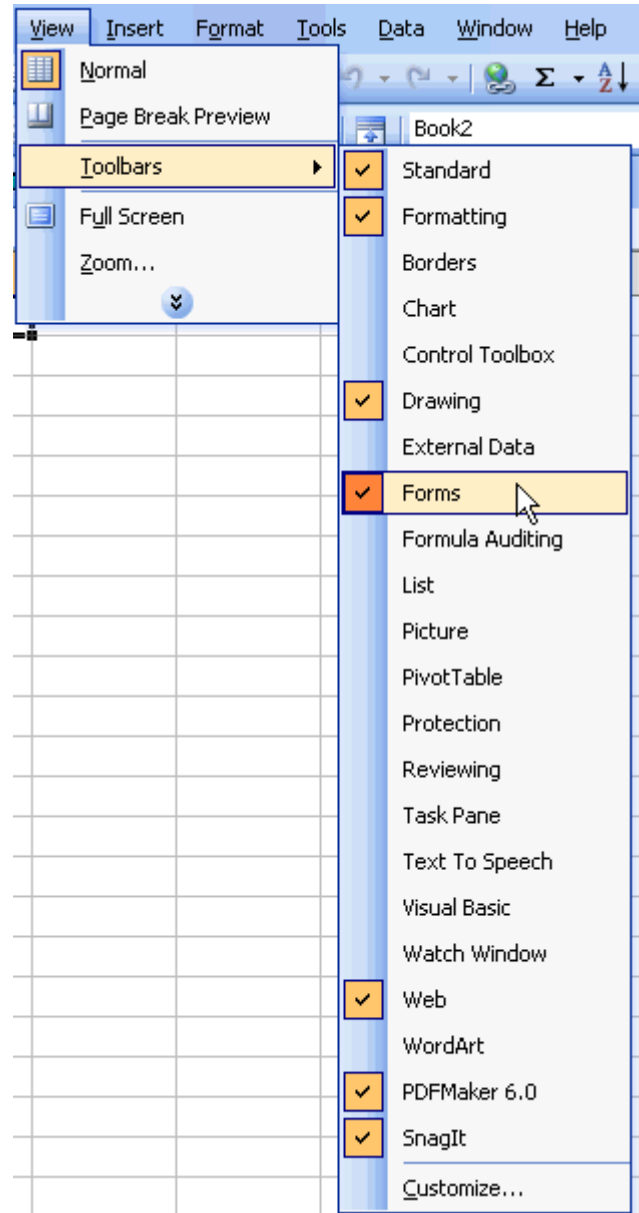 View Insert Format Tools Data Window Help
Normal
Page Break Preview
Σ
A
Z
Book2
Toolbars
Full Screen
Zoom...
Standard
Formatting
Borders
Chart
Control Toolbox
Drawing
External Data
Forms
Formula Auditing
List
Picture
PivotTable
Protection
Reviewing
Task Pane
Text To Speech
Visual Basic
Watch Window
Web
WordArt
PDFMaker 6.0
SnagIt
Customize...